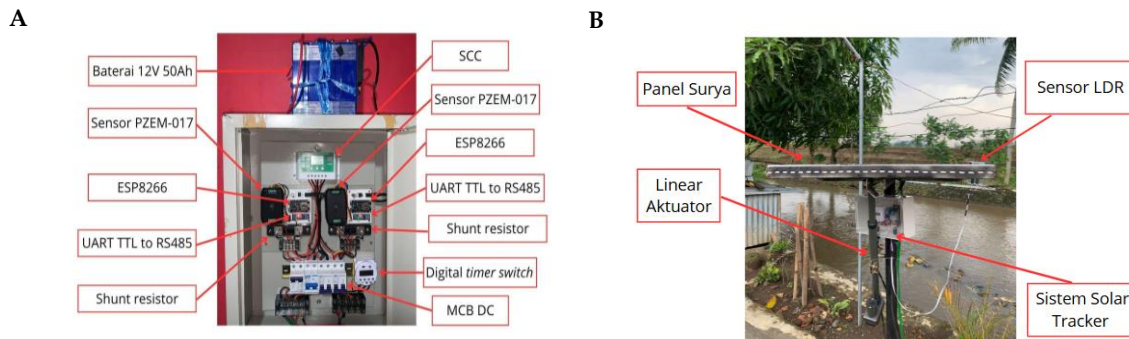 A
Baterai 12V 50Ah
Sensor PZEM-017
ESP8266
UART TTL to RS485
Shunt resistor
SCC
Sensor PZEM-017
ESP8266
UART TTL to RS485
Shunt resistor
Digital timer switch
MCB DC
B
Panel Surya
Linear
Aktuator
Sensor LDR
Sistem Solar
Tracker